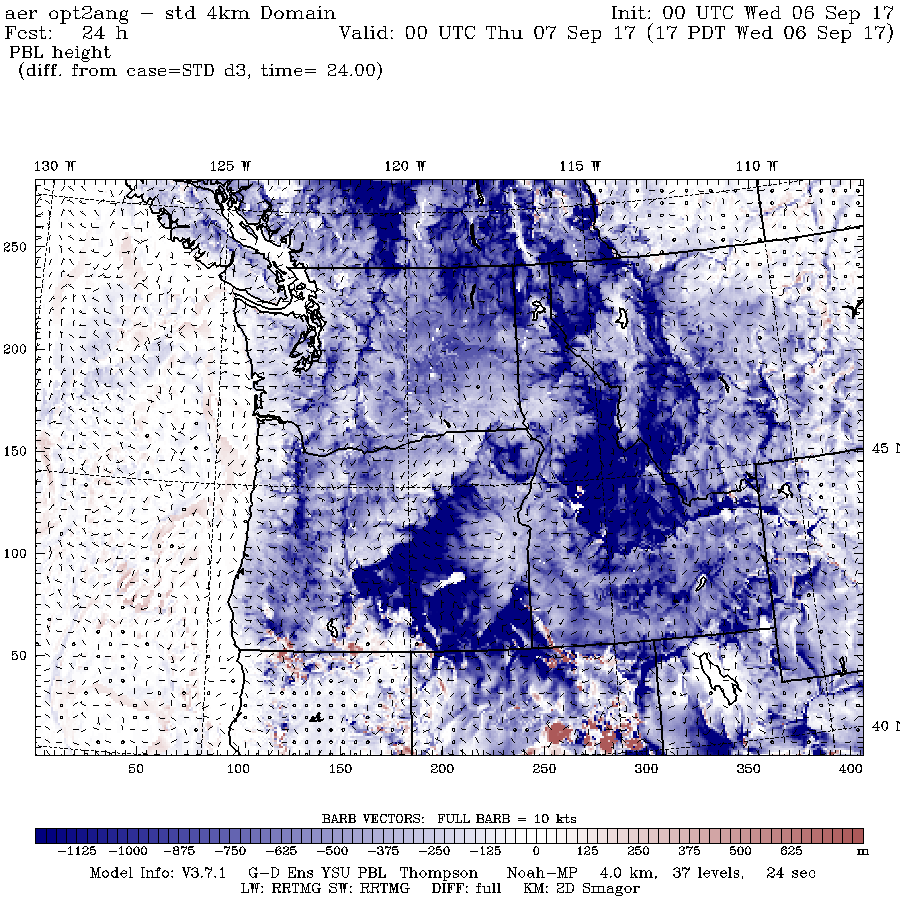 aer opt2ang – std 4km Domain Init: 00 UTC Wed 06 Sep 17
Fcst: 24 h Valid: 00 UTC Thu 07 Sep 17 (17 PDT Wed 06 Sep 17)
PBL height
(diff. from case=STD d3, time= 24.00)
130 W 125 W 120 W 115 W 110 W
250
200
150 45 N
100
50
40 N
50 100 150 200 250 300 350 400
BARB VECTORS: FULL BARB = 10 kts
-1125 -1000 -875 -750 -625 -500 -375 -250 -125 0 125 250 375 500 625 m
Model Info: V3.7.1 G-D Ens YSU PBL Thompson Noah-MP 4.0 km, 37 levels, 24 sec
LW: RRTMG SW: RRTMG DIFF: full KM: 2D Smagor